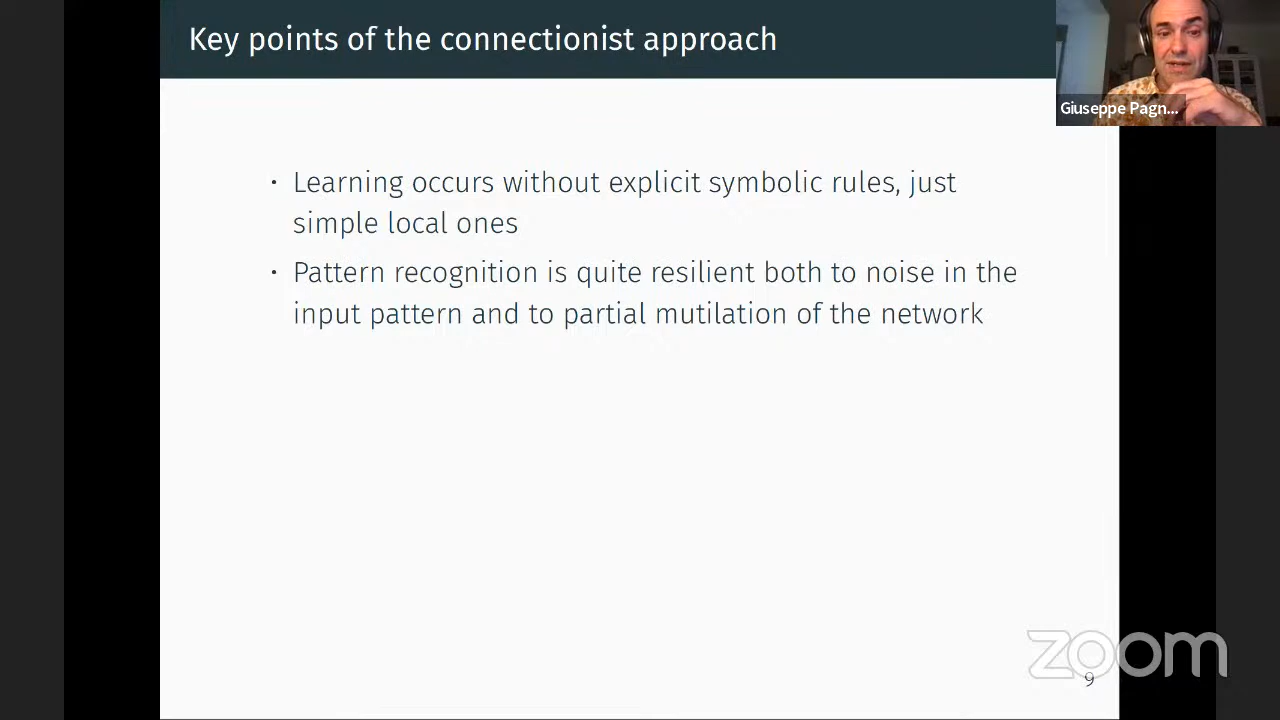 Key points of the connectionist approach
Giuseppe Pagn...
• Learning occurs without explicit symbolic rules, just
simple local ones
• Pattern recognition is quite resilient both to noise in the
input pattern and to partial mutilation of the network
zoom
9